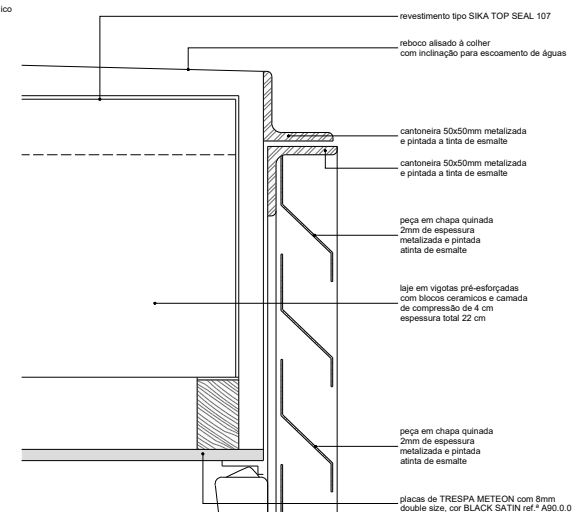 ico
revestimento tipo SIKA TOP SEAL 107
reboco alisado à colher
com inclinação para escoamento de águas
cantoneira 50x50mm metalizada
e pintada a tinta de esmalte
cantoneira 50x50mm metalizada
e pintada a tinta de esmalte
peça em chapa quinada
2mm de espessura
metalizada e pintada
atinta de esmalte
laje em vigotas pré-esforçadas
com blocos ceramicos e camada
de compressão de 4 cm
espessura total 22 cm
peça em chapa quinada
2mm de espessura
metalizada e pintada
atinta de esmalte
placas de TRESPA METEON com 8mm
double size, cor BLACK SATIN ref.ª A90.0.0